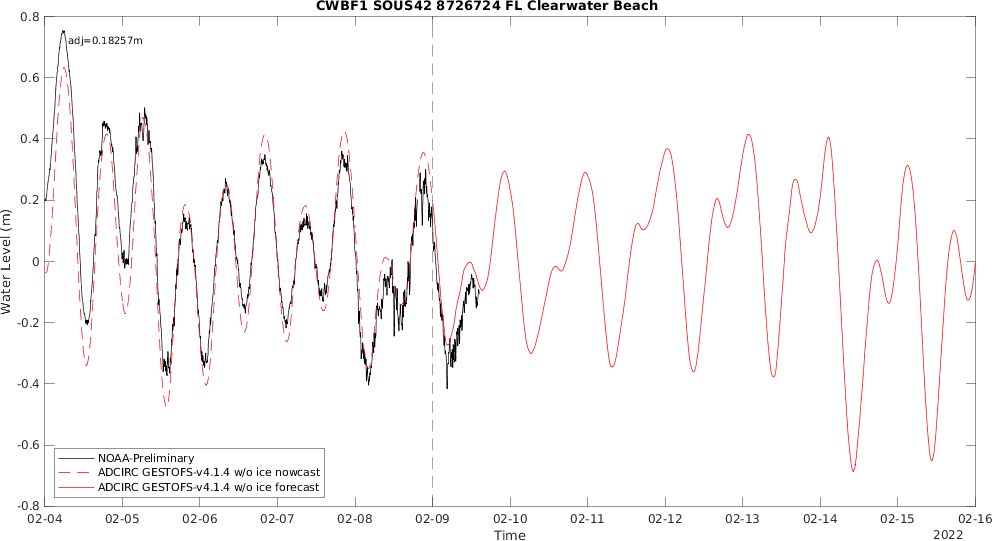 CWBF1 SOUS42 8726724 FL Clearwater Beach
adj=0.18257m
0.8
0.6
0.4
0.2
0
-0.2
-0.4
-0.6
-0.8
Water Level (m)
NOAA-Preliminary
ADCIRC GESTOFS-v4.1.4 w/o ice nowcast
ADCIRC GESTOFS-v4.1.4 w/o ice forecast
02-04 02-05 02-06 02-07 02-08 02-09 02-10 02-11 02-12 02-13 02-14 02-15 02-16
Time
2022